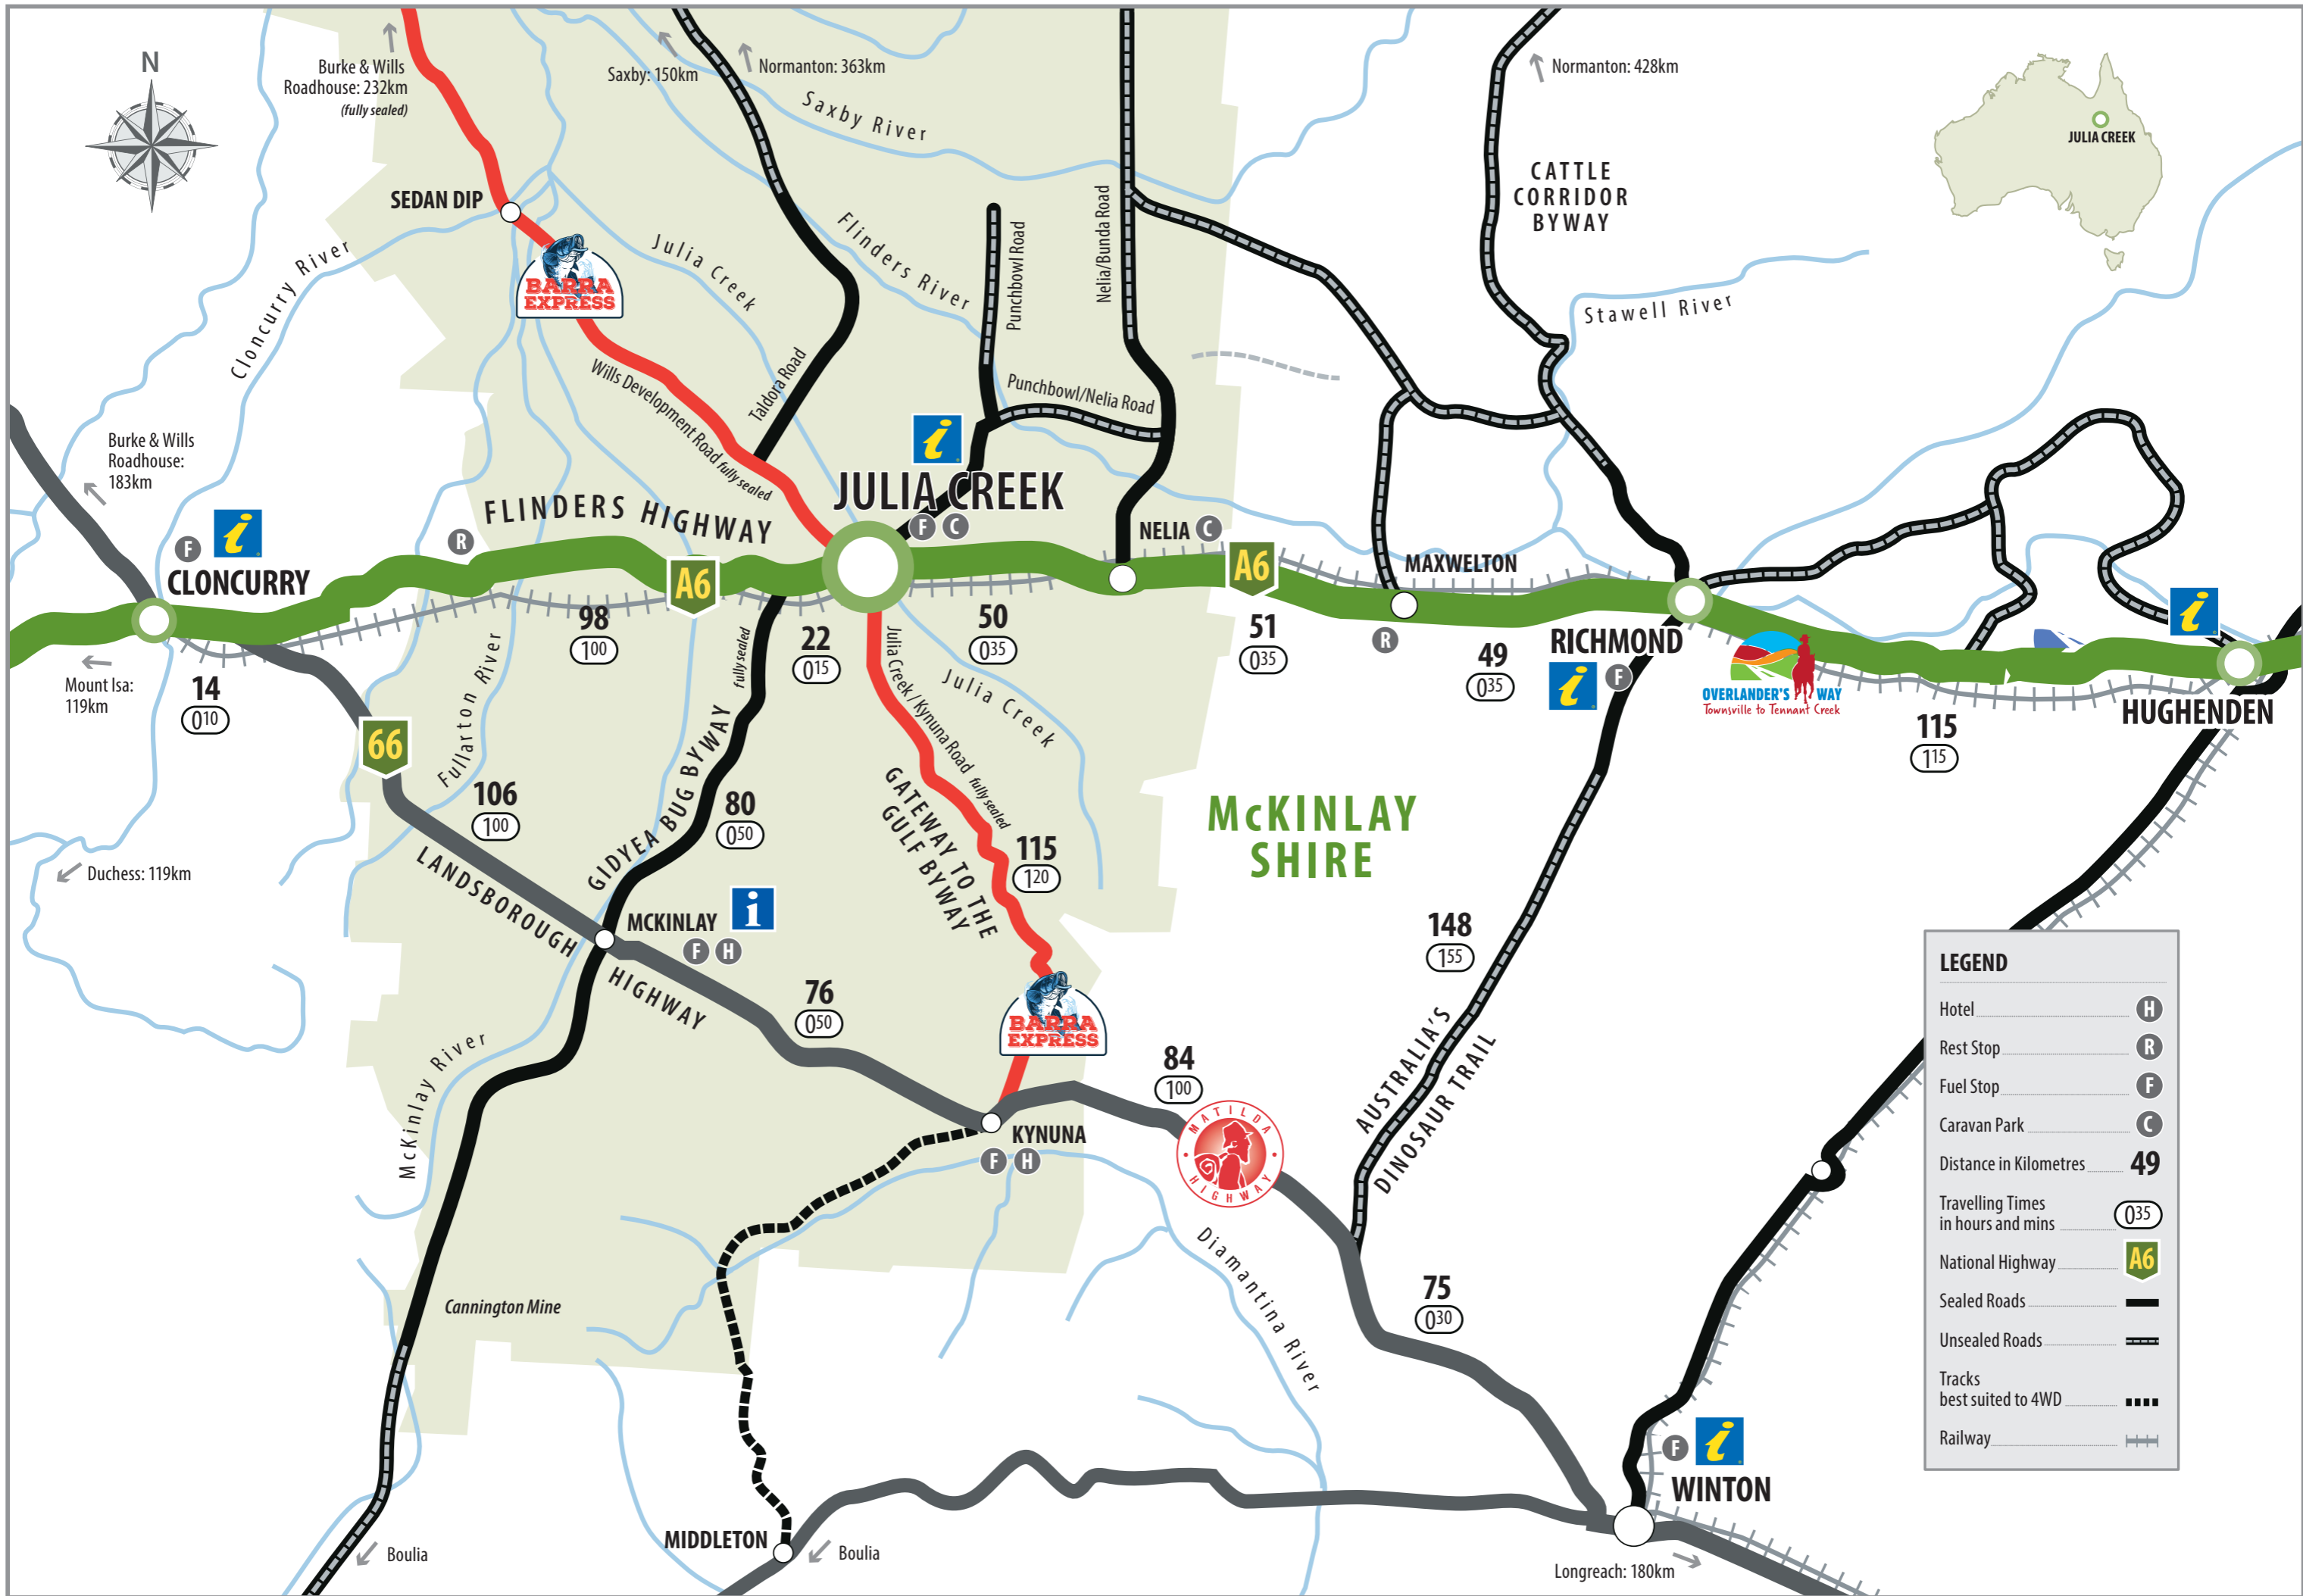 N
Burke & Wills
Roadhouse: 232km
(fully sealed)
Saxby: 150km
Normanton: 363km
Normanton: 428km
Saxby River
JULIA CREEK
CATTLE
CORRIDOR
BYWAY
SEDAN DIP
BARRA
EXPRESS
Cloncurry River
Julia Creek
Flinders River
Punchbowl Road
Nelia/Bunda Road
Stawell River
Wills Development Road fully sealed
Taldora Road
Punchbowl/Nelia Road
Burke & Wills
Roadhouse:
183km
i
JULIA CREEK
F C
FLINDERS HIGHWAY
R
F i
CLONCURRY
A6
NELIA C
A6
MAXWELTON
R
RICHMOND
i F
OVERLANDER'S WAY
Townsville to Tennant Creek
i
HUGHENDEN
Mount Isa:
119km
14
010
98
100
22
015
50
035
51
035
49
035
115
115
66
Fullarton River
fully sealed
GIDYEA BUG BYWAY
Julia Creek / Kynuna Road fully sealed
Julia Creek
GATEWAY TO THE
GULF BYWAY
McKINLAY
SHIRE
106
100
80
050
115
120
Duchess: 119km
LANDSBOROUGH
HIGHWAY
MCKINLAY
i
F H
76
050
BARRA
EXPRESS
148
155
AUSTRALIA'S
DINOSAUR TRAIL
McKinlay River
84
100
MATILDA
HIGHWAY
KYNUNA
F H
Diamantina River
Cannington Mine
75
030
LEGEND
Hotel H
Rest Stop R
Fuel Stop F
Caravan Park C
Distance in Kilometres 49
Travelling Times
in hours and mins 035
National Highway A6
Sealed Roads
Unsealed Roads
Tracks
best suited to 4WD
Railway
F i
WINTON
MIDDLETON
Boulia
Boulia
Longreach: 180km